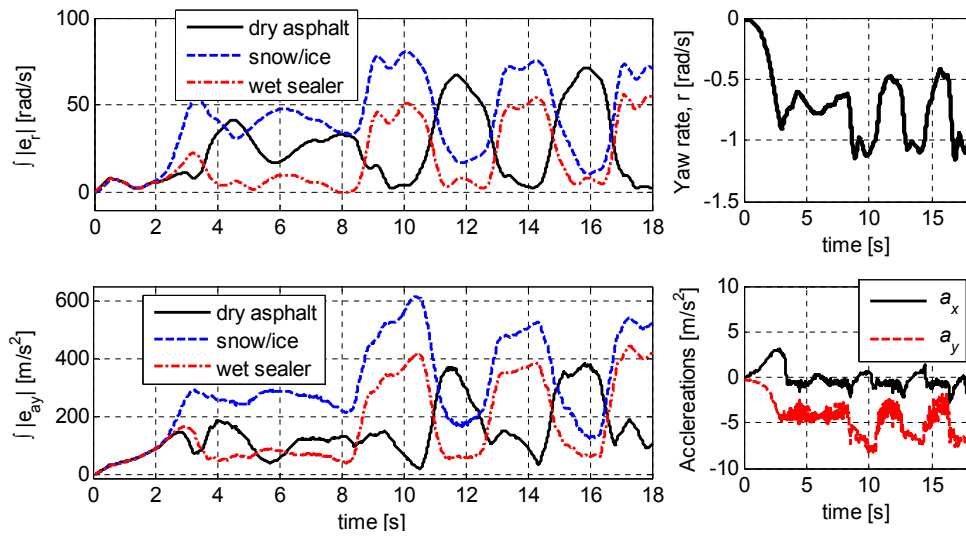 100
50
0
∫ |e_r| [rad/s]
dry asphalt
snow/ice
wet sealer
0 2 4 6 8 10 12 14 16 18
0
-0.5
-1
-1.5
Yaw rate, r [rad/s]
0 5 10 15
time [s]
600
400
200
0
∫ |e_ay| [m/s²]
dry asphalt
snow/ice
wet sealer
0 2 4 6 8 10 12 14 16 18
time [s]
10
5
0
-5
-10
Acclereations [m/s²]
a_x
a_y
0 5 10 15
time [s]